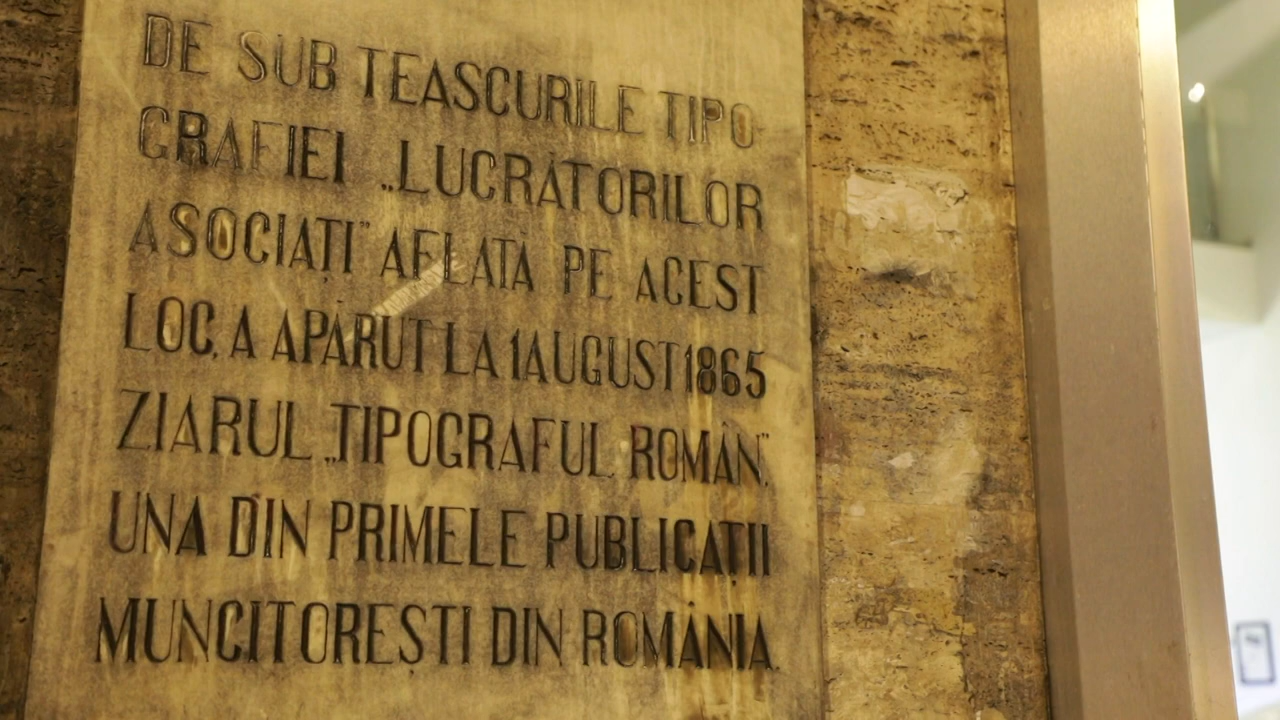 DE SUB TEASCURILE TIPO-
GRAFIEI „LUCRĂTORILOR
ASOCIAȚI” AFLATĂ PE ACEST
LOC, A APĂRUT LA 1 AUGUST 1865
ZIARUL „TIPOGRAFUL ROMÂN”,
UNA DIN PRIMELE PUBLICAȚII
MUNCITOREȘTI DIN ROMÂNIA.